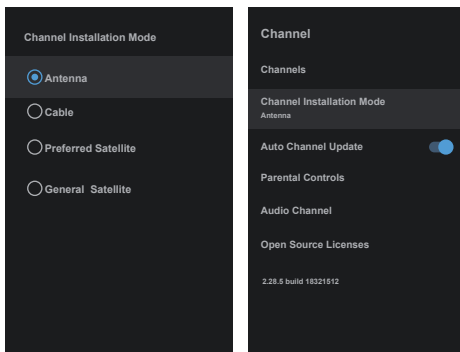 Channel Installation Mode
Antenna
Cable
Preferred Satellite
General Satellite
Channel
Channels
Channel Installation Mode
Antenna
Auto Channel Update
Parental Controls
Audio Channel
Open Source Licenses
2.28.5 build 18321512